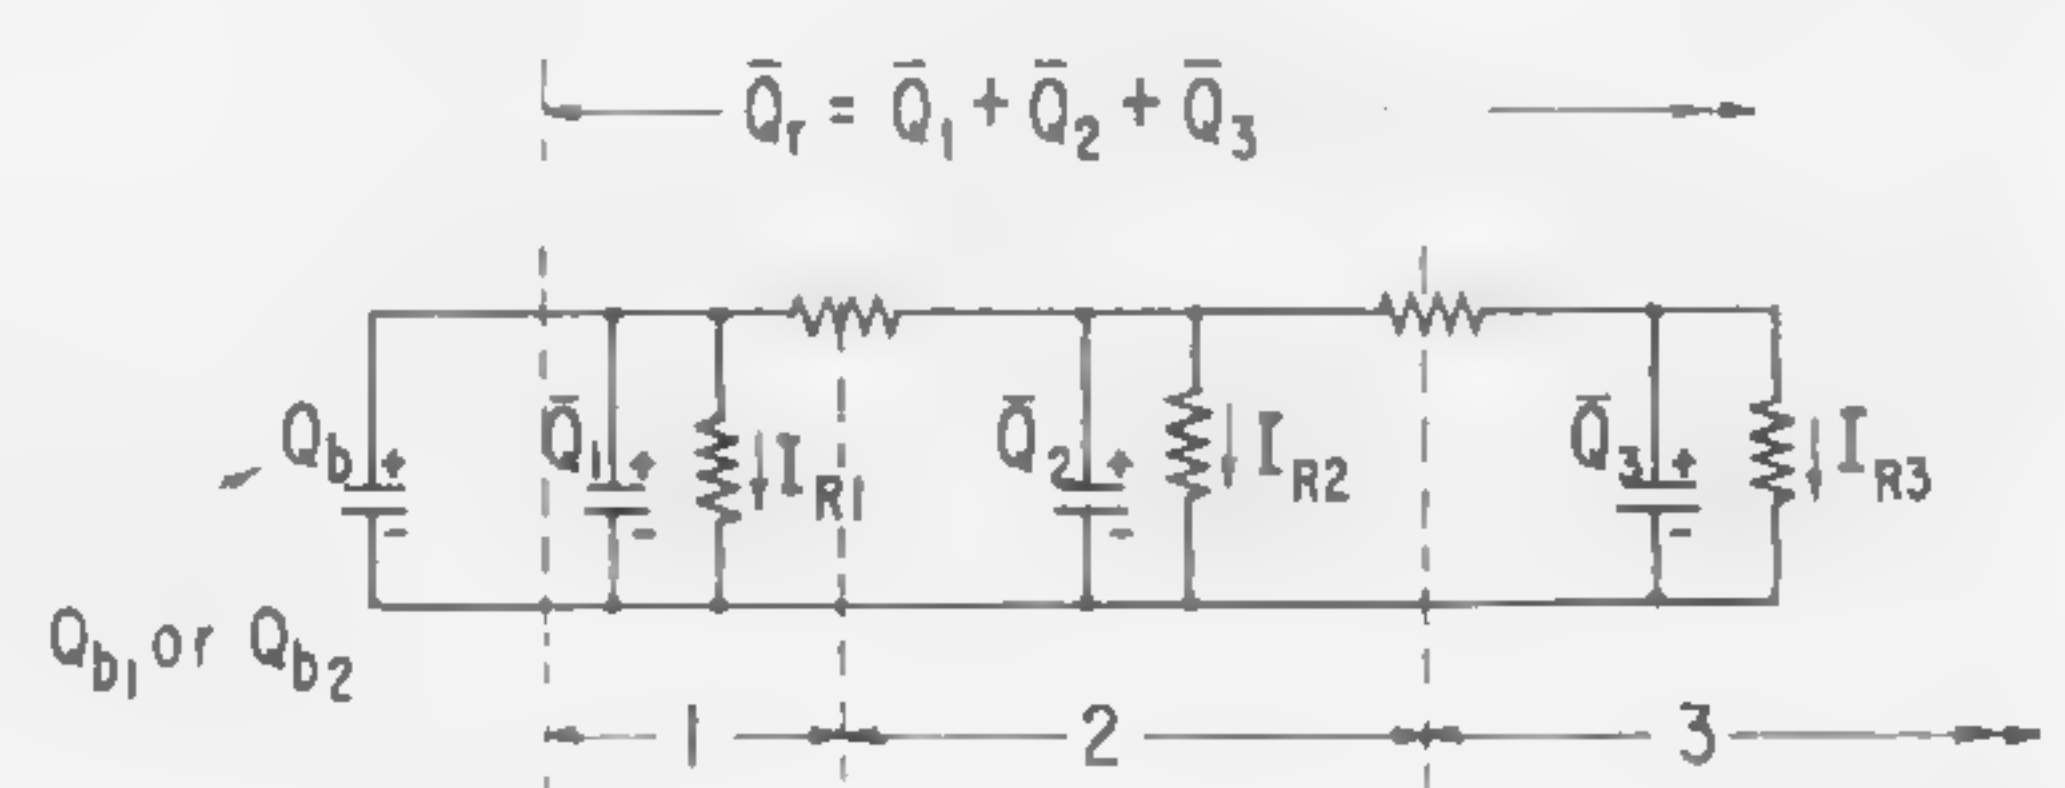 Q̄r = Q̄1 + Q̄2 + Q̄3
Qb
+
-
Q̄1
+
-
IR1
Q̄2
+
-
IR2
Q̄3
+
-
IR3
Qb1 or Qb2
1
2
3